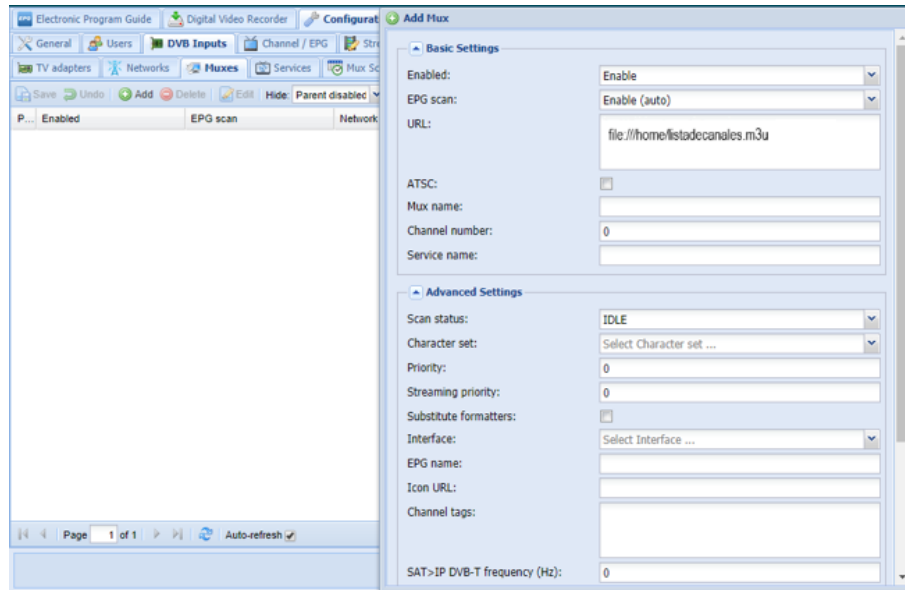 Electronic Program Guide Digital Video Recorder Configurat
General Users DVB Inputs Channel / EPG Stre
TV adapters Networks Muxes Services Mux Sc
Save Undo Add Delete Edit Hide: Parent disabled
P... Enabled EPG scan Network
Page 1 of 1 Auto-refresh
Add Mux
Basic Settings
Enabled: Enable
EPG scan: Enable (auto)
URL: file:///home/listadecanales.m3u
ATSC:
Mux name:
Channel number: 0
Service name:
Advanced Settings
Scan status: IDLE
Character set: Select Character set ...
Priority: 0
Streaming priority: 0
Substitute formatters:
Interface: Select Interface ...
EPG name:
Icon URL:
Channel tags:
SAT>IP DVB-T frequency (Hz): 0